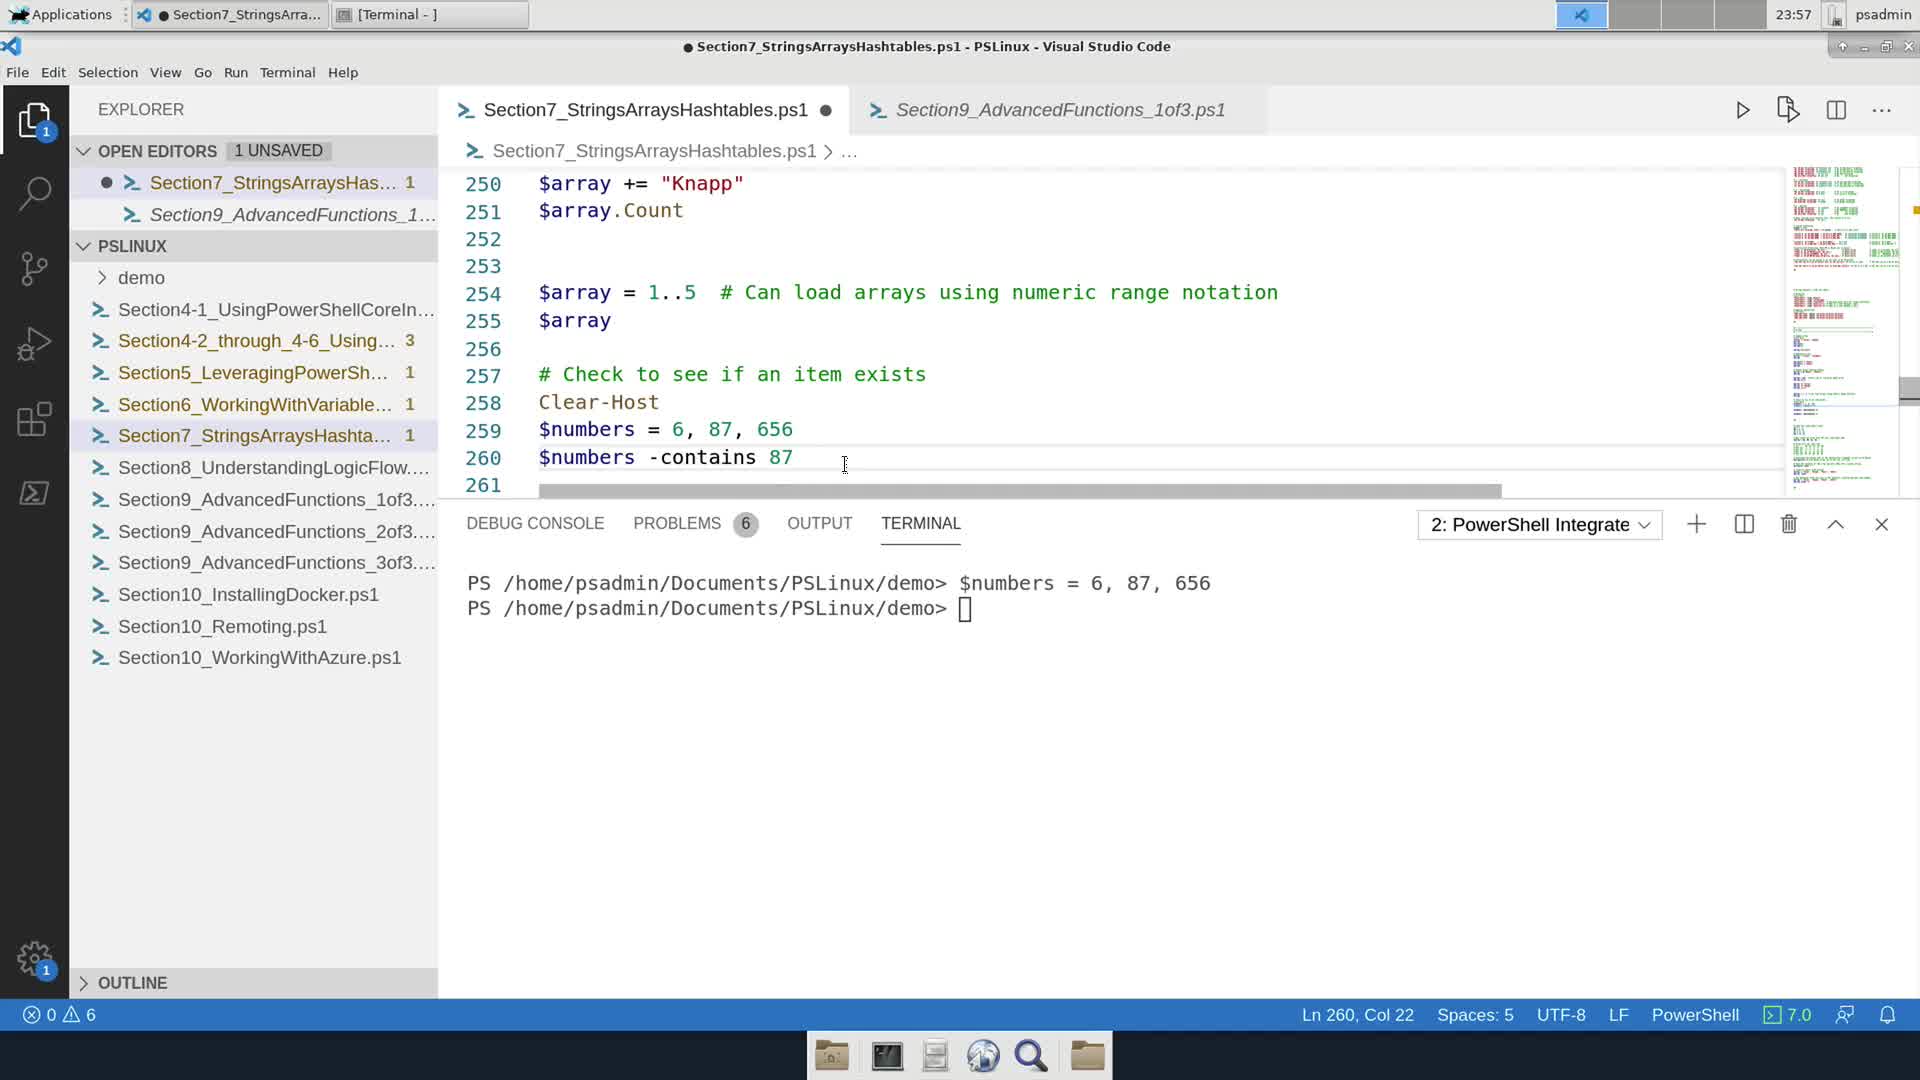 Applications
● Section7_StringsArra...
[Terminal - ]
23:57
psadmin
● Section7_StringsArraysHashtables.ps1 - PSLinux - Visual Studio Code
File Edit Selection View Go Run Terminal Help
1
EXPLORER
OPEN EDITORS 1 UNSAVED
Section7_StringsArraysHas... 1
Section9_AdvancedFunctions_1...
PSLINUX
demo
Section4-1_UsingPowerShellCoreIn...
Section4-2_through_4-6_Using... 3
Section5_LeveragingPowerSh... 1
Section6_WorkingWithVariable... 1
Section7_StringsArraysHashta... 1
Section8_UnderstandingLogicFlow....
Section9_AdvancedFunctions_1of3....
Section9_AdvancedFunctions_2of3....
Section9_AdvancedFunctions_3of3....
Section10_InstallingDocker.ps1
Section10_Remoting.ps1
Section10_WorkingWithAzure.ps1
OUTLINE
1
Section7_StringsArraysHashtables.ps1 ●
Section9_AdvancedFunctions_1of3.ps1
Section7_StringsArraysHashtables.ps1 > ...
250 $array += "Knapp"
251 $array.Count
252
253
254 $array = 1..5 # Can load arrays using numeric range notation
255 $array
256
257 # Check to see if an item exists
258 Clear-Host
259 $numbers = 6, 87, 656
260 $numbers -contains 87
261
DEBUG CONSOLE PROBLEMS 6 OUTPUT TERMINAL
2: PowerShell Integrate
PS /home/psadmin/Documents/PSLinux/demo> $numbers = 6, 87, 656
PS /home/psadmin/Documents/PSLinux/demo>
0 6
Ln 260, Col 22 Spaces: 5 UTF-8 LF PowerShell 7.0